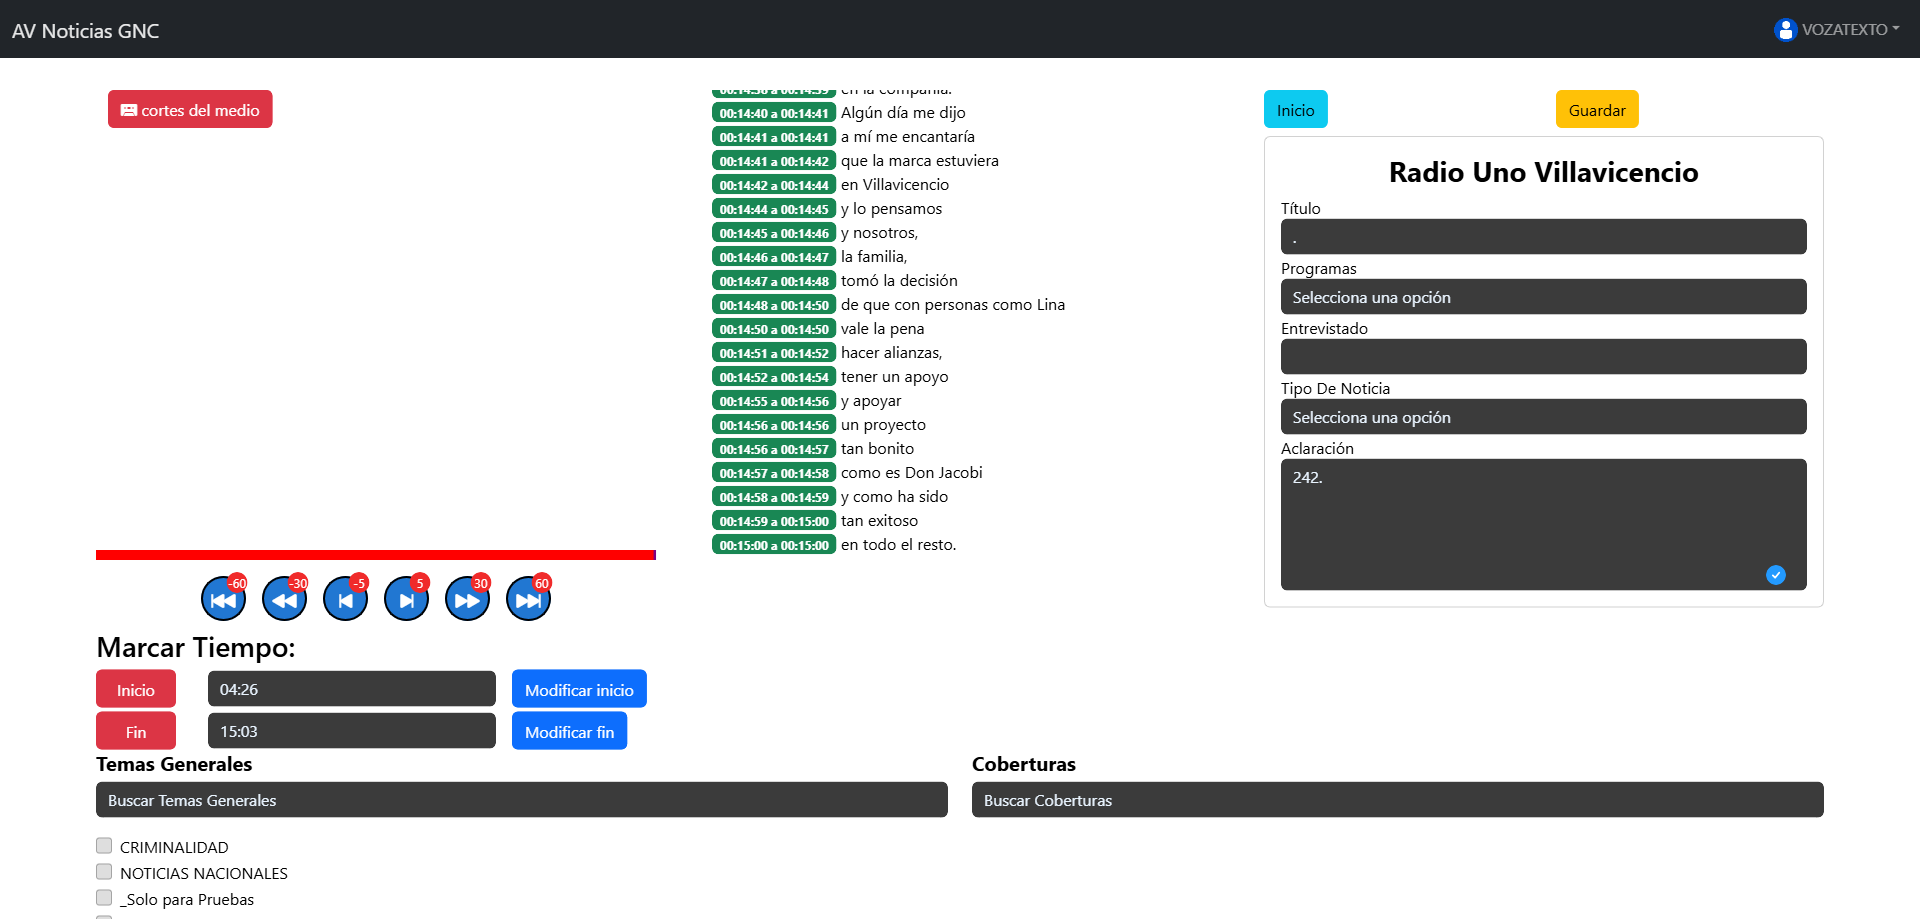 AV Noticias GNC
VOZATEXTO
cortes del medio
00:14:38 a 00:14:39 en la compañía.
00:14:40 a 00:14:41 Algún día me dijo
00:14:41 a 00:14:41 a mí me encantaría
00:14:41 a 00:14:42 que la marca estuviera
00:14:42 a 00:14:44 en Villavicencio
00:14:44 a 00:14:45 y lo pensamos
00:14:45 a 00:14:46 y nosotros,
00:14:46 a 00:14:47 la familia,
00:14:47 a 00:14:48 tomó la decisión
00:14:48 a 00:14:50 de que con personas como Lina
00:14:50 a 00:14:50 vale la pena
00:14:51 a 00:14:52 hacer alianzas,
00:14:52 a 00:14:54 tener un apoyo
00:14:55 a 00:14:56 y apoyar
00:14:56 a 00:14:56 un proyecto
00:14:56 a 00:14:57 tan bonito
00:14:57 a 00:14:58 como es Don Jacobi
00:14:58 a 00:14:59 y como ha sido
00:14:59 a 00:15:00 tan exitoso
00:15:00 a 00:15:00 en todo el resto.
Inicio
Guardar
Radio Uno Villavicencio
Título
.
Programas
Selecciona una opción
Entrevistado
Tipo De Noticia
Selecciona una opción
Aclaración
242.
-60
-30
-5
5
30
60
Marcar Tiempo:
Inicio 04:26 Modificar inicio
Fin 15:03 Modificar fin
Temas Generales
Buscar Temas Generales
CRIMINALIDAD
NOTICIAS NACIONALES
_Solo para Pruebas
Coberturas
Buscar Coberturas